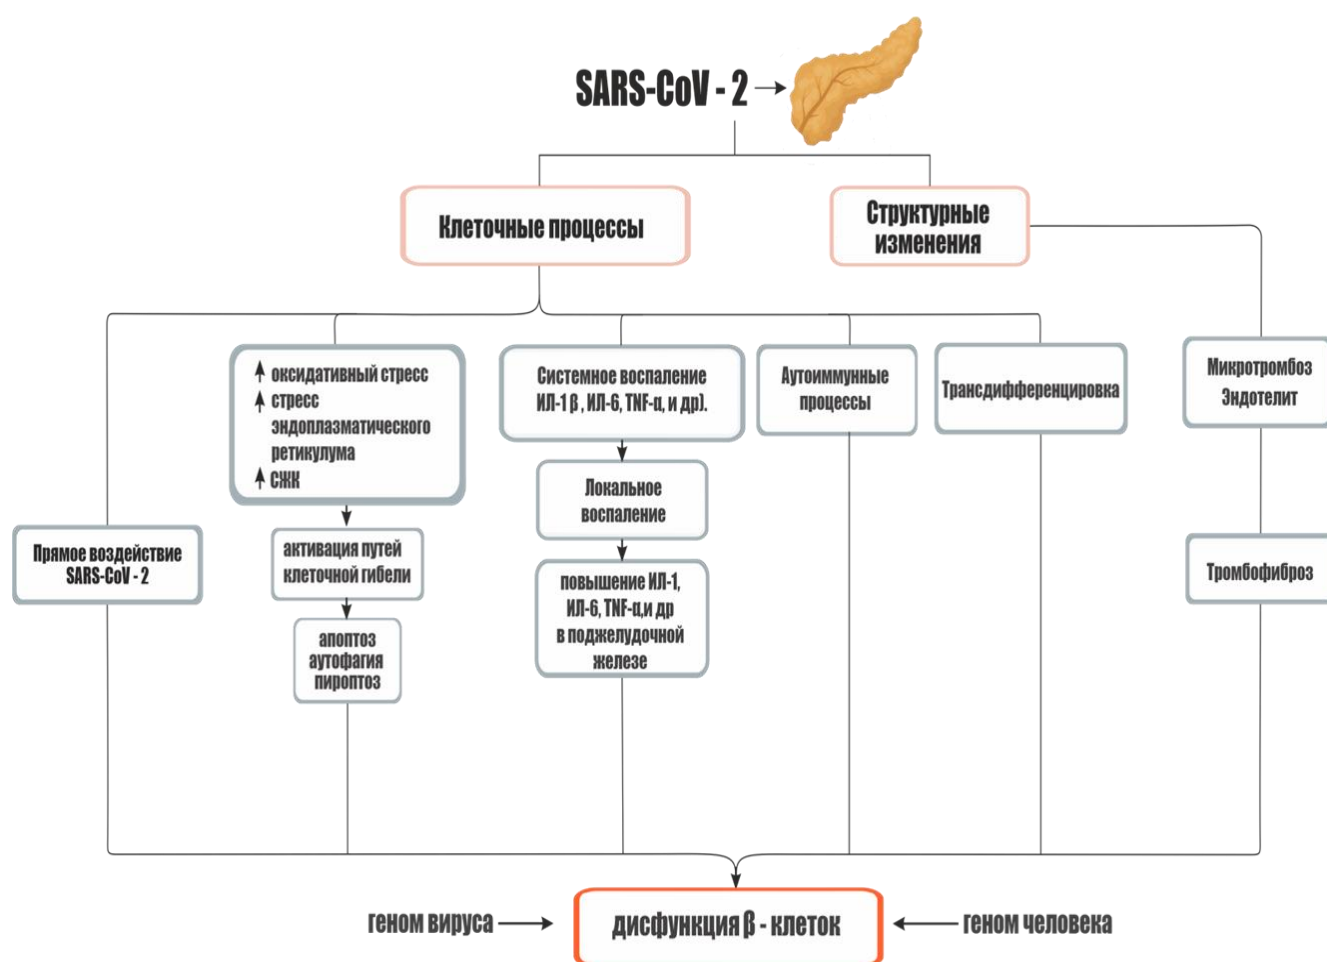 SARS-CoV - 2
Клеточные процессы
Структурные
изменения
оксидативный стресс
стресс
эндоплазматического
ретикулума
СЖК
Системное воспаление
ИЛ-1 β , ИЛ-6, TNF-α, и др).
Аутоиммунные
процессы
Трансдифференцировка
Микротромбоз
Эндотелит
Локальное
воспаление
Прямое воздействие
SARS-CoV - 2
активация путей
клеточной гибели
повышение ИЛ-1,
ИЛ-6, TNF-α,и др
в поджелудочной
железе
Тромбофиброз
апоптоз
аутофагия
пироптоз
геном вируса
дисфункция β - клеток
геном человека